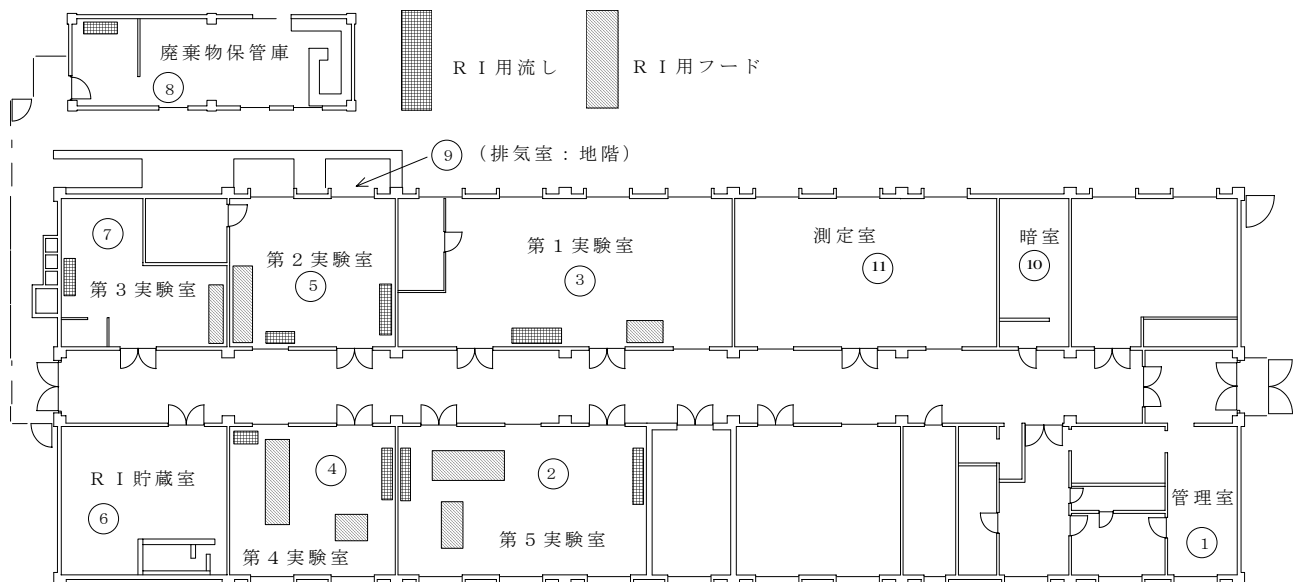 廃棄物保管庫
⑧
ＲＩ用流し
ＲＩ用フード
⑨ （排気室：地階）
⑦
第３実験室
第２実験室
⑤
第１実験室
③
測定室
⑪
暗室
⑩
ＲＩ貯蔵室
⑥
④
第４実験室
②
第５実験室
管理室
①